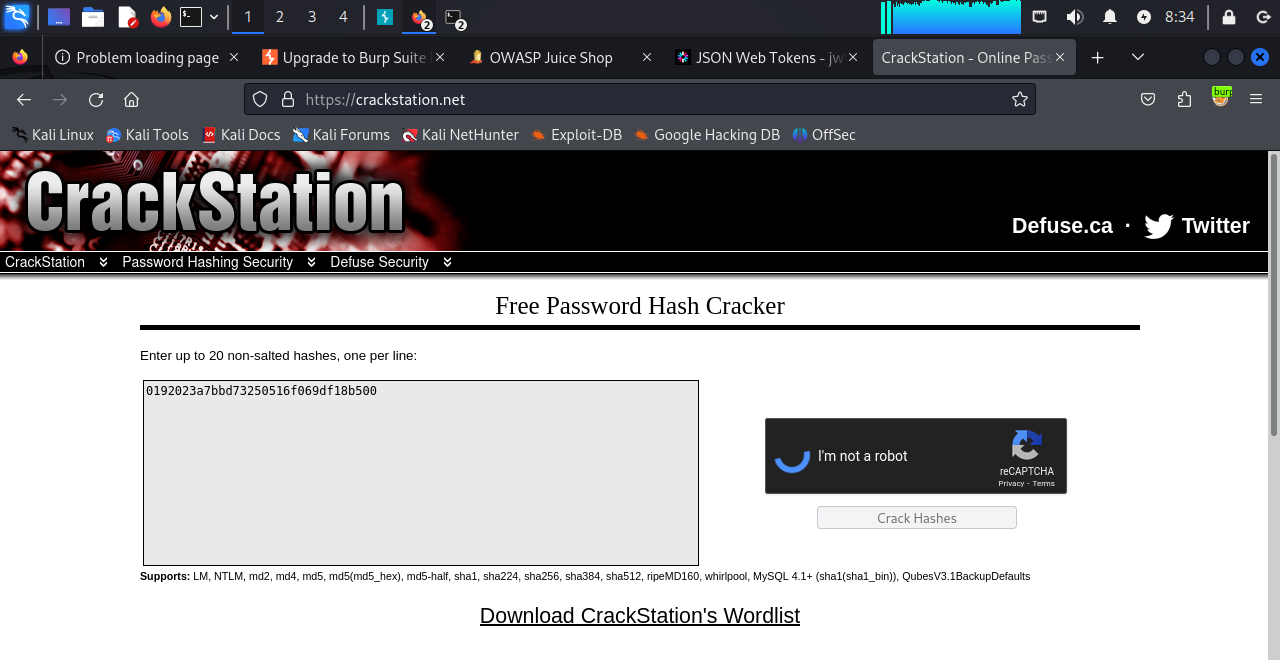 1 2 3 4 2 2 8:34
Problem loading page Upgrade to Burp Suite OWASP Juice Shop JSON Web Tokens - jw CrackStation - Online Pass
https://crackstation.net burp
Kali Linux Kali Tools Kali Docs Kali Forums Kali NetHunter Exploit-DB Google Hacking DB OffSec
CrackStation
Defuse.ca · Twitter
CrackStation Password Hashing Security Defuse Security
Free Password Hash Cracker
Enter up to 20 non-salted hashes, one per line:
0192023a7bbd73250516f069df18b500
I'm not a robot
reCAPTCHA
Privacy - Terms
Crack Hashes
Supports: LM, NTLM, md2, md4, md5, md5(md5_hex), md5-half, sha1, sha224, sha256, sha384, sha512, ripeMD160, whirlpool, MySQL 4.1+ (sha1(sha1_bin)), QubesV3.1BackupDefaults
Download CrackStation's Wordlist